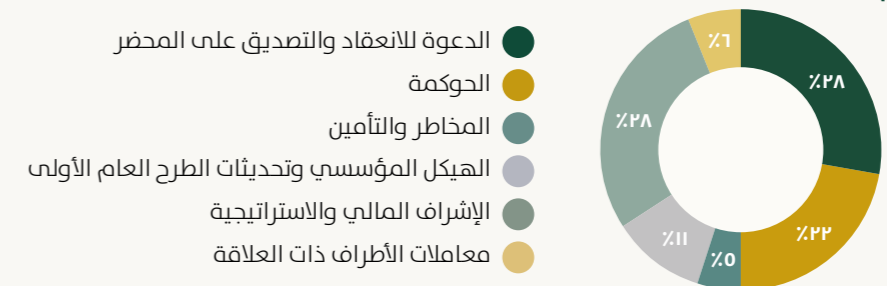 الدعوة للانعقاد والتصديق على المحضر
الحوكمة
المخاطر والتأمين
الهيكل المؤسسي وتحديثات الطرح العام الأولى
الإشراف المالي والاستراتيجية
معاملات الأطراف ذات العلاقة
٪٢٨
٪٢٢
٪٥
٪١١
٪٢٨
٪٦